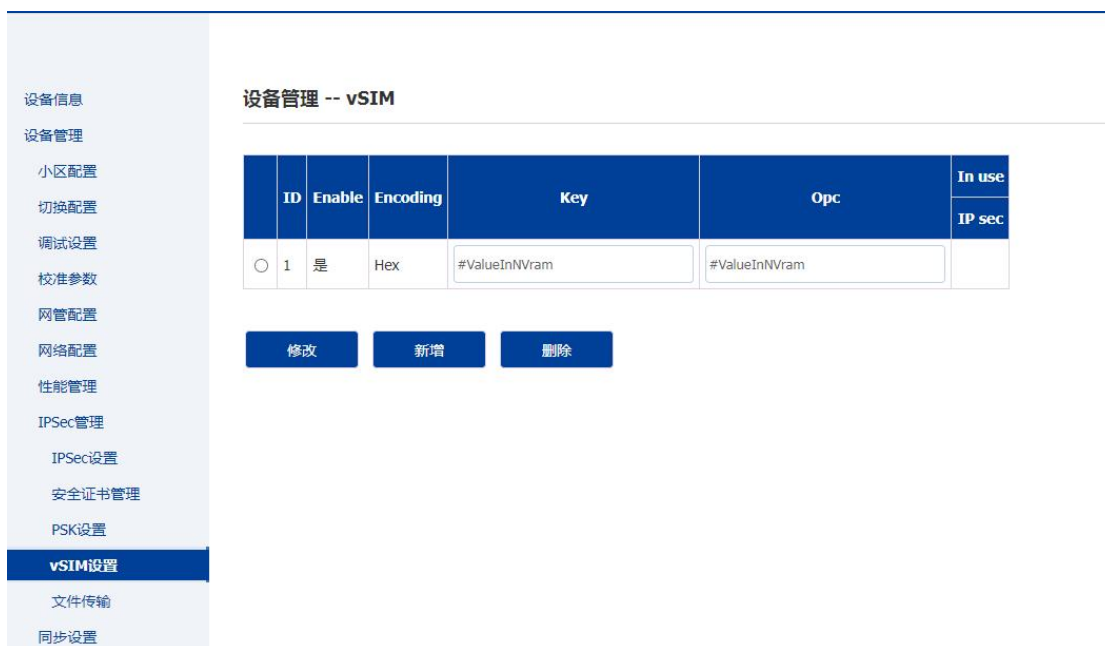 设备信息
设备管理
小区配置
切换配置
调试设置
校准参数
网管配置
网络配置
性能管理
IPSec管理
IPSec设置
安全证书管理
PSK设置
vSIM设置
文件传输
同步设置
设备管理 -- vSIM
ID Enable Encoding Key Opc In use
IP sec
1 是 Hex #ValueInNVram #ValueInNVram
修改 新增 删除